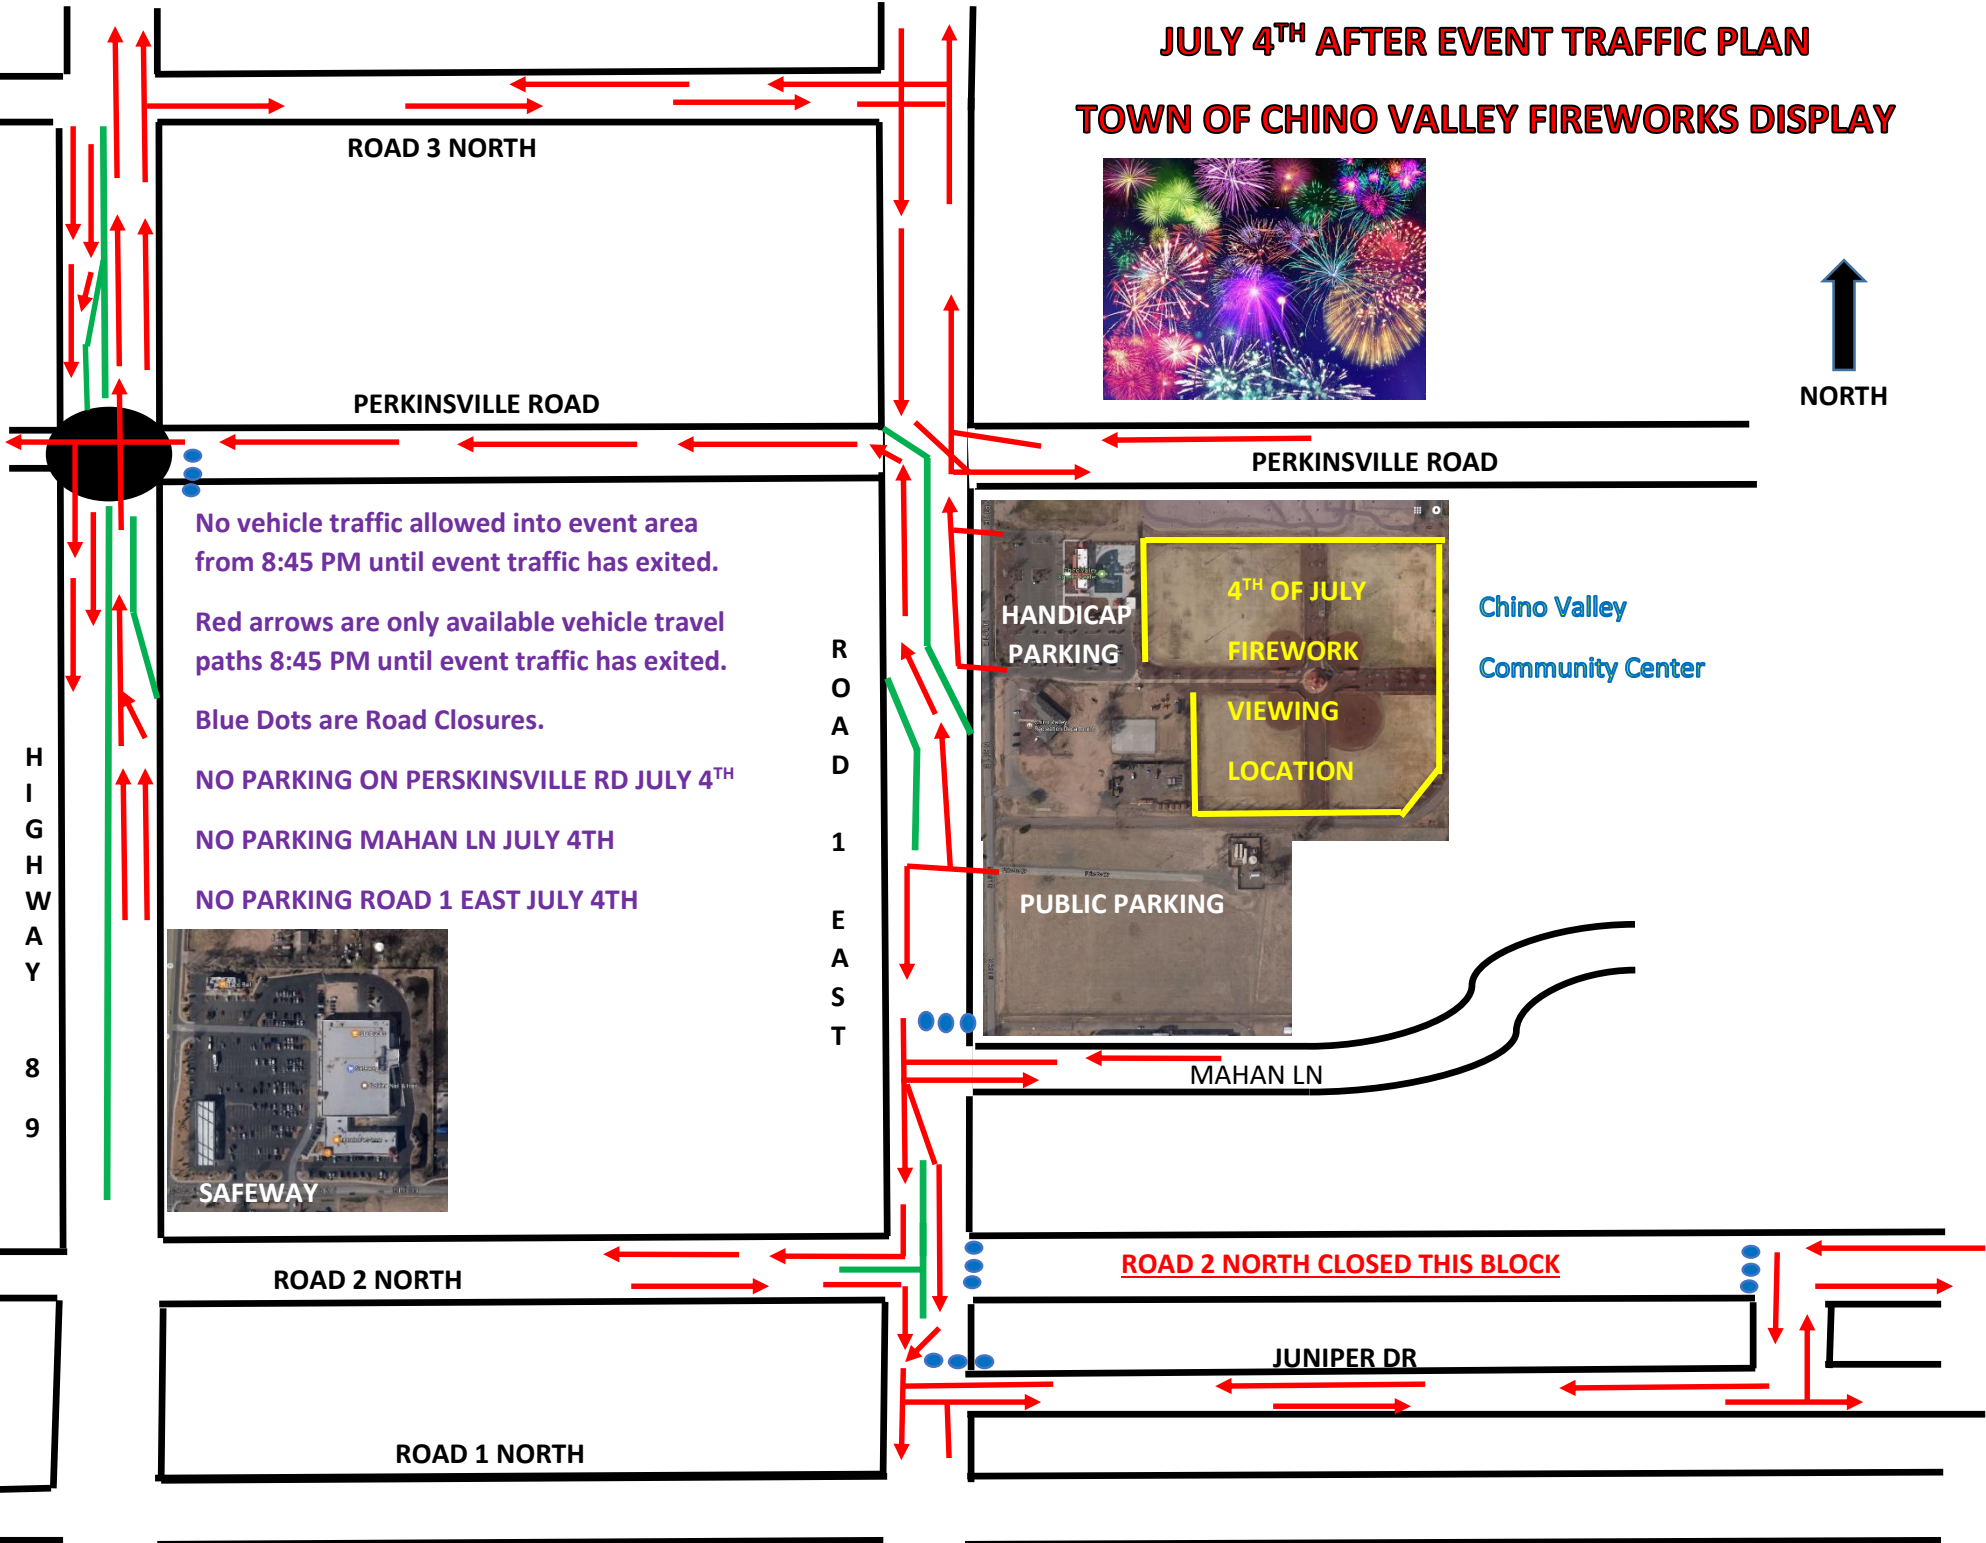 JULY 4TH AFTER EVENT TRAFFIC PLAN
TOWN OF CHINO VALLEY FIREWORKS DISPLAY
ROAD 3 NORTH
NORTH
PERKINSVILLE ROAD
PERKINSVILLE ROAD
No vehicle traffic allowed into event area
from 8:45 PM until event traffic has exited.
Red arrows are only available vehicle travel
paths 8:45 PM until event traffic has exited.
Blue Dots are Road Closures.
NO PARKING ON PERSKINSVILLE RD JULY 4TH
NO PARKING MAHAN LN JULY 4TH
NO PARKING ROAD 1 EAST JULY 4TH
HIGHWAY 89
ROAD 1 EAST
HANDICAP
PARKING
4TH OF JULY
FIREWORK
VIEWING
LOCATION
Chino Valley
Community Center
PUBLIC PARKING
MAHAN LN
SAFEWAY
ROAD 2 NORTH
ROAD 2 NORTH CLOSED THIS BLOCK
JUNIPER DR
ROAD 1 NORTH